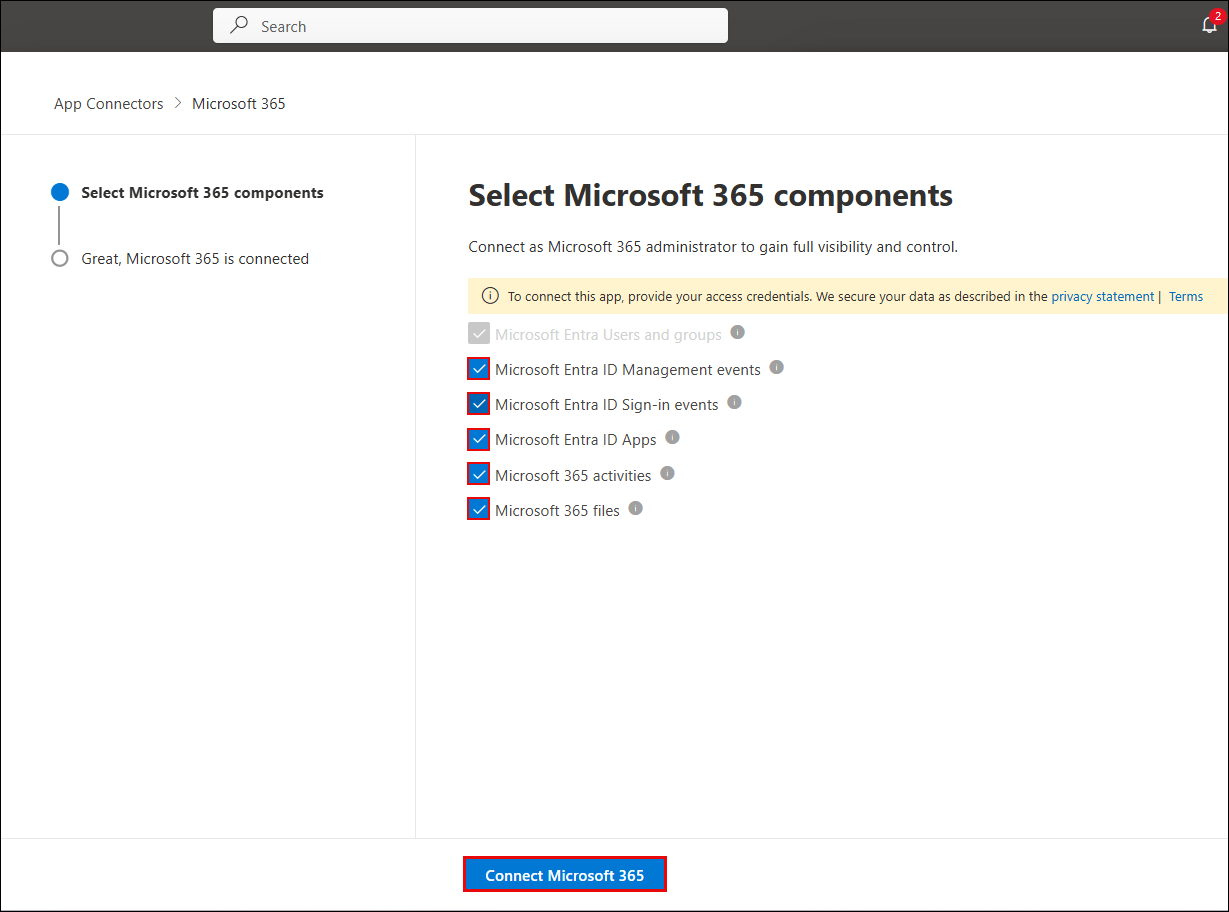 Search
2
App Connectors > Microsoft 365
Select Microsoft 365 components
Great, Microsoft 365 is connected
Select Microsoft 365 components
Connect as Microsoft 365 administrator to gain full visibility and control.
To connect this app, provide your access credentials. We secure your data as described in the privacy statement | Terms
Microsoft Entra Users and groups
Microsoft Entra ID Management events
Microsoft Entra ID Sign-in events
Microsoft Entra ID Apps
Microsoft 365 activities
Microsoft 365 files
Connect Microsoft 365